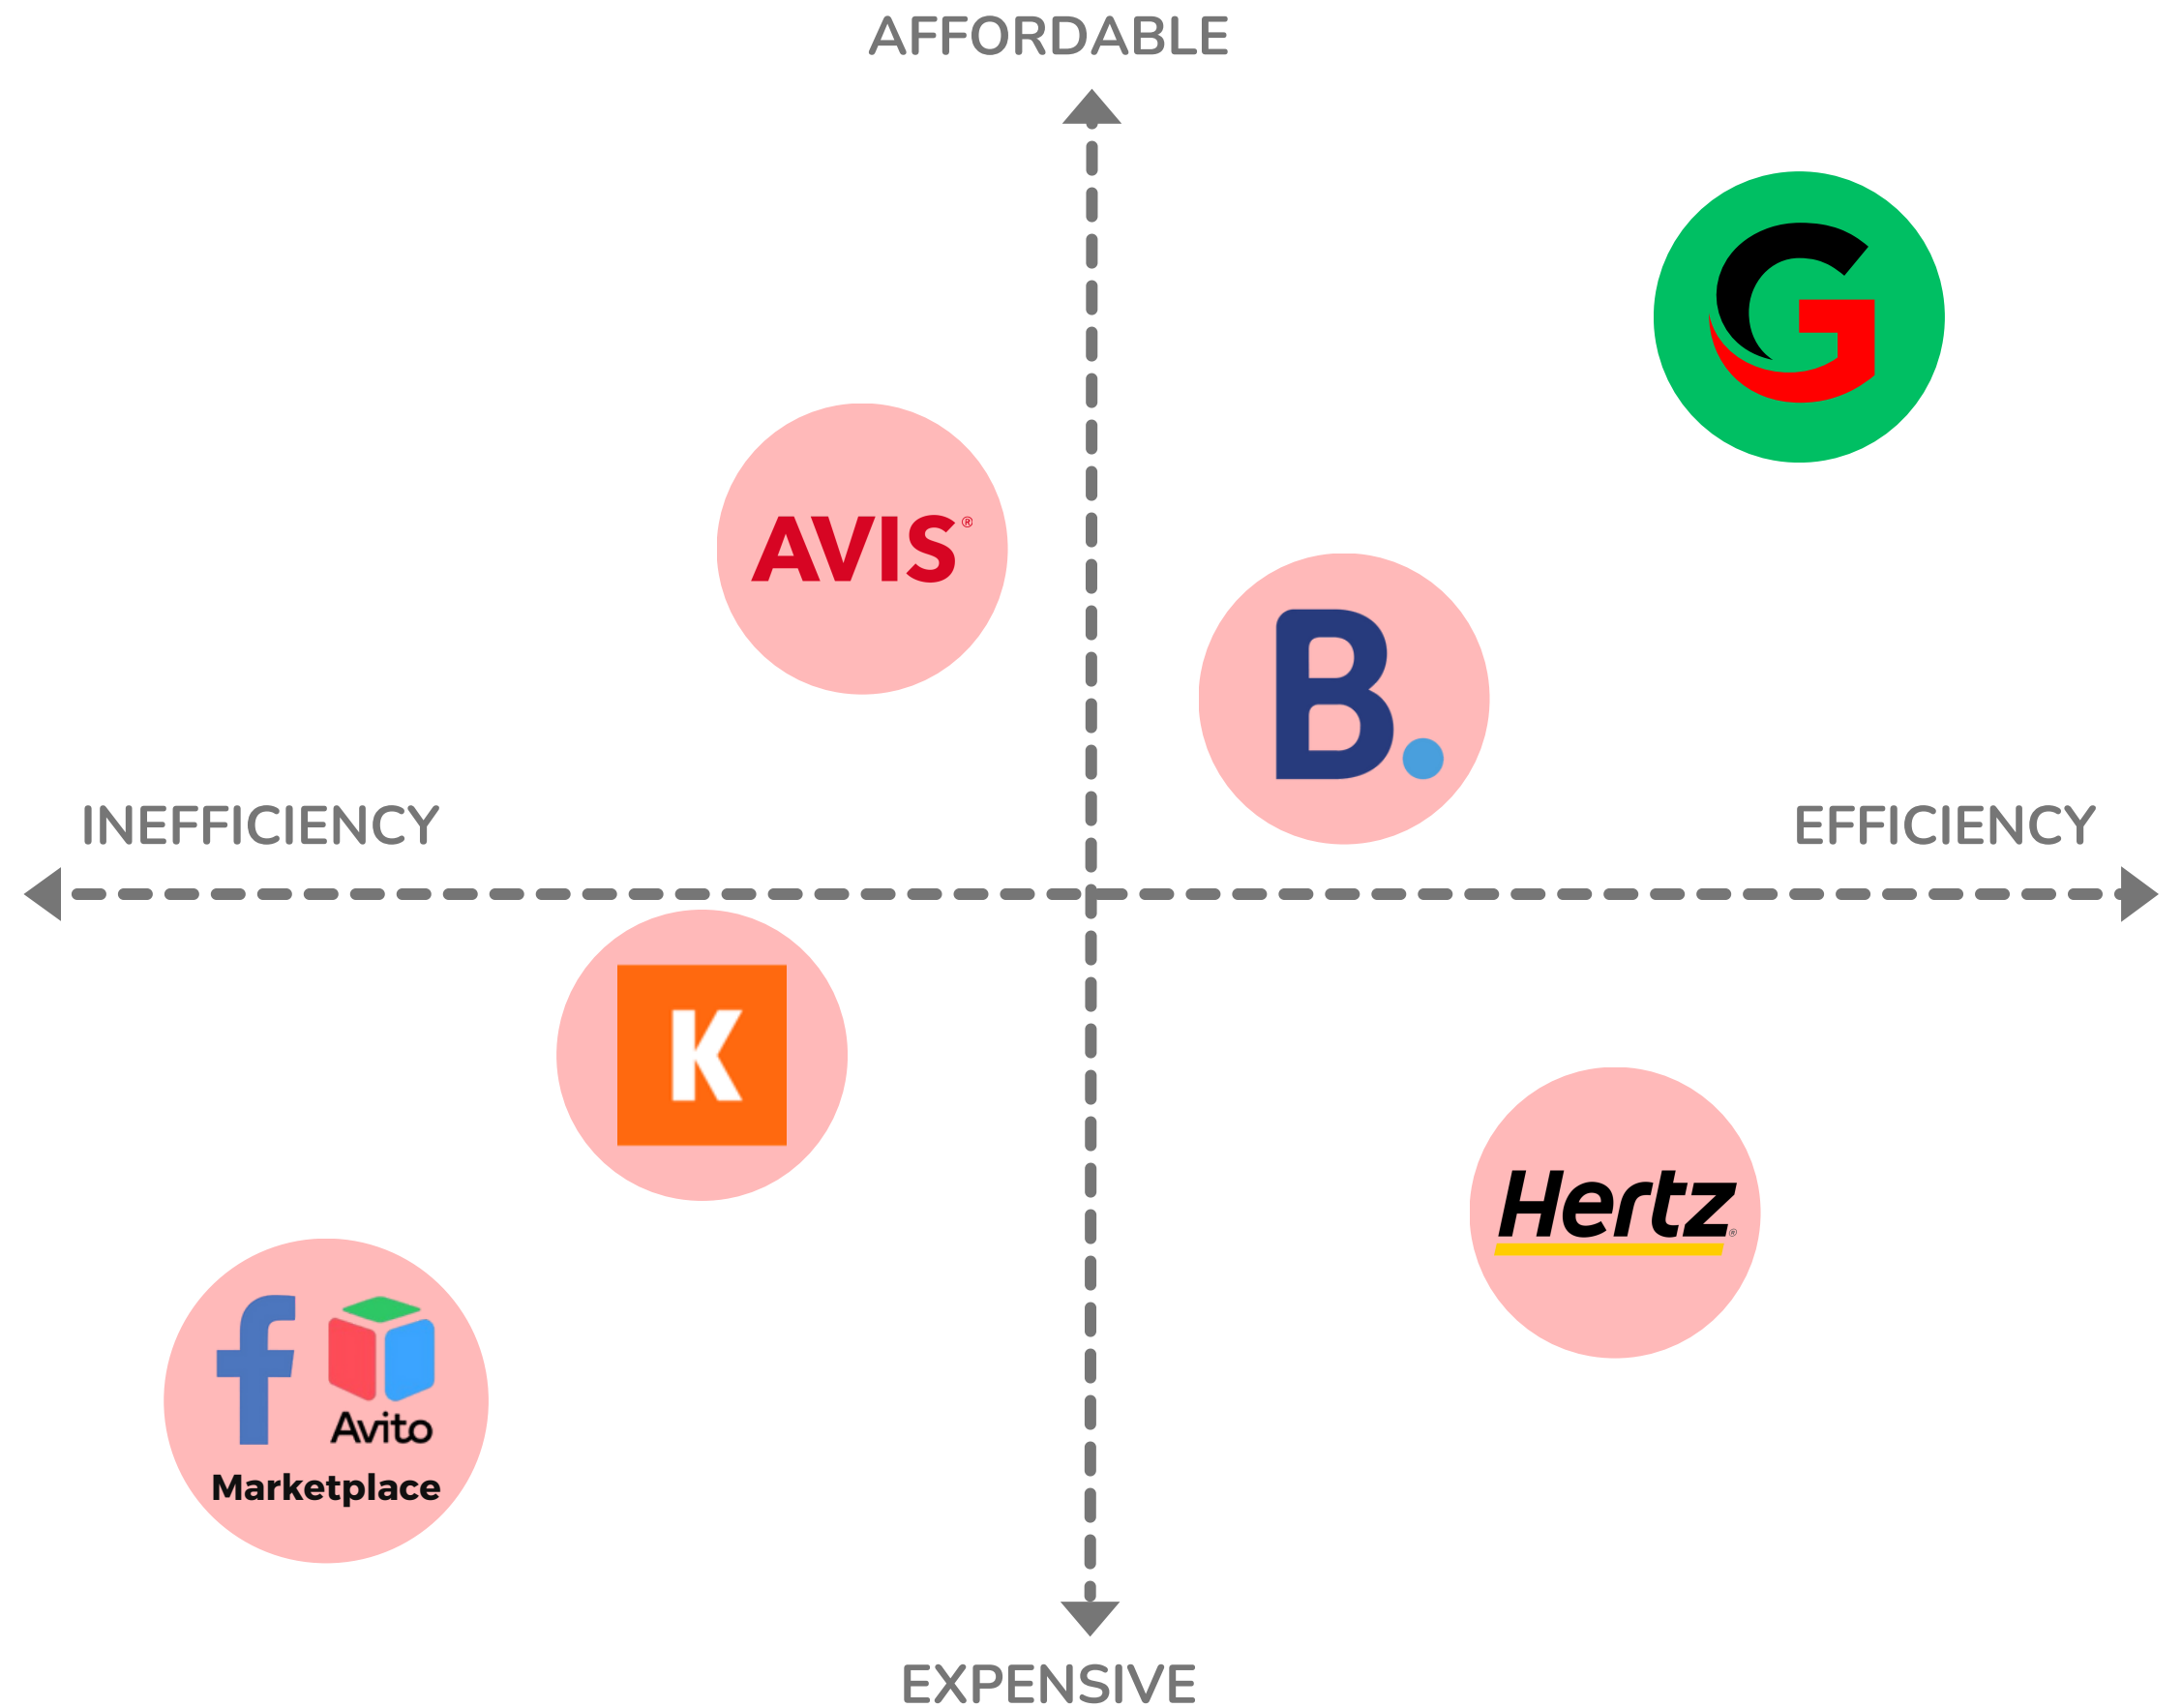 AFFORDABLE
G
AVIS®
B.
INEFFICIENCY
EFFICIENCY
K
Hertz®
f
Avito
Marketplace
EXPENSIVE